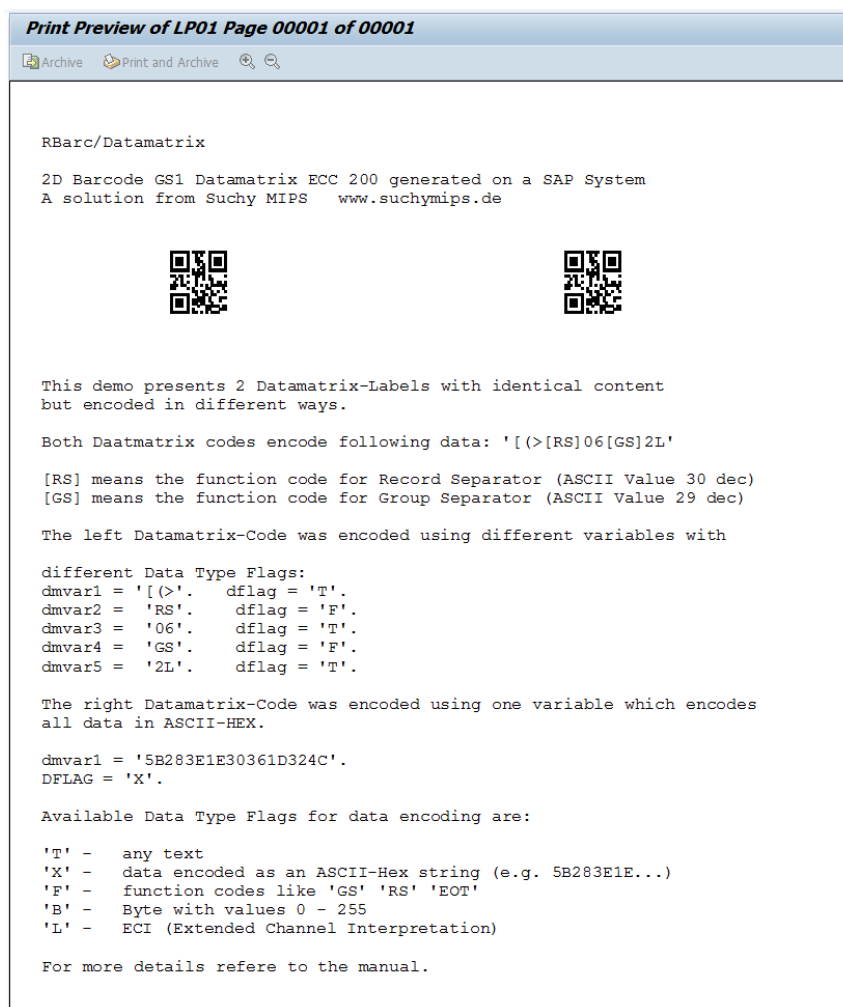 Print Preview of LP01 Page 00001 of 00001
Archive Print and Archive
RBarc/Datamatrix
2D Barcode GS1 Datamatrix ECC 200 generated on a SAP System
A solution from Suchy MIPS www.suchymips.de
This demo presents 2 Datamatrix-Labels with identical content
but encoded in different ways.
Both Daatmatrix codes encode following data: '[(>[RS]06[GS]2L'
[RS] means the function code for Record Separator (ASCII Value 30 dec)
[GS] means the function code for Group Separator (ASCII Value 29 dec)
The left Datamatrix-Code was encoded using different variables with
different Data Type Flags:
dmvar1 = '[(>'. dflag = 'T'.
dmvar2 = 'RS'. dflag = 'F'.
dmvar3 = '06'. dflag = 'T'.
dmvar4 = 'GS'. dflag = 'F'.
dmvar5 = '2L'. dflag = 'T'.
The right Datamatrix-Code was encoded using one variable which encodes
all data in ASCII-HEX.
dmvar1 = '5B283E1E30361D324C'.
DFLAG = 'X'.
Available Data Type Flags for data encoding are:
'T' - any text
'X' - data encoded as an ASCII-Hex string (e.g. 5B283E1E...)
'F' - function codes like 'GS' 'RS' 'EOT'
'B' - Byte with values 0 - 255
'L' - ECI (Extended Channel Interpretation)
For more details refere to the manual.